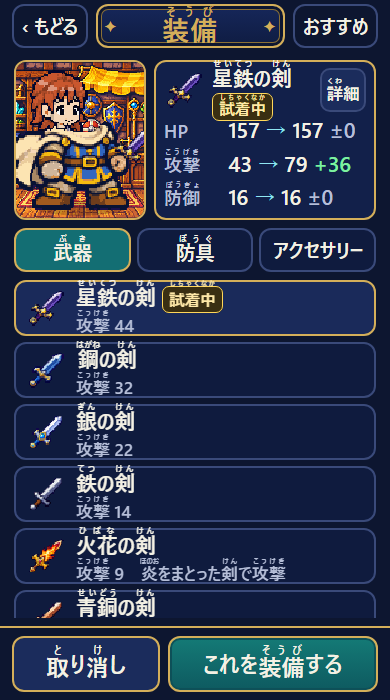 ‹ もどる
装備
そうび
おすすめ
せいてつ けん
星鉄の剣
しちゃくなか
試着中
くわ
詳細
HP 157 → 157 ±0
こうげき
攻撃 43 → 79 +36
ぼうぎょ
防御 16 → 16 ±0
ぶき
武器
ぼうぐ
防具
アクセサリー
せいてつ けん
星鉄の剣
しちゃくなか
試着中
こうげき
攻撃 44
はがね けん
鋼の剣
こうげき
攻撃 32
ぎん けん
銀の剣
こうげき
攻撃 22
てつ けん
鉄の剣
こうげき
攻撃 14
ひばな けん
火花の剣
こうげき ほのお けん こうげき
攻撃 9 炎をまとった剣で攻撃
せいどう けん
青銅の剣
と け
取り消し
そうび
これを装備する